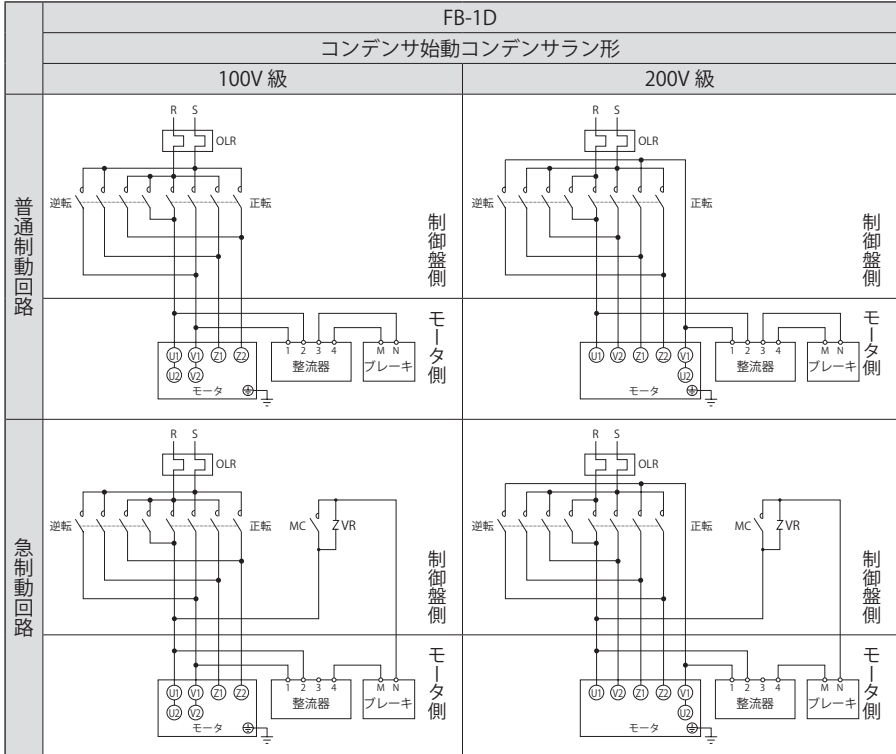 FB-1D
コンデンサ始動コンデンサラン形
100V 級
200V 級
普通制動回路
R S
OLR
逆転
正転
制御盤側
U1 V1 Z1 Z2
U2 V2
モータ
1 2 3 4
整流器
M N
ブレーキ
モータ側
R S
OLR
逆転
正転
制御盤側
U1 V2 Z1 Z2 V1
U2
モータ
1 2 3 4
整流器
M N
ブレーキ
モータ側
急制動回路
R S
OLR
逆転
正転
MC
VR
制御盤側
U1 V1 Z1 Z2
U2 V2
モータ
1 2 3 4
整流器
M N
ブレーキ
モータ側
R S
OLR
逆転
正転
MC
VR
制御盤側
U1 V2 Z1 Z2 V1
U2
モータ
1 2 3 4
整流器
M N
ブレーキ
モータ側